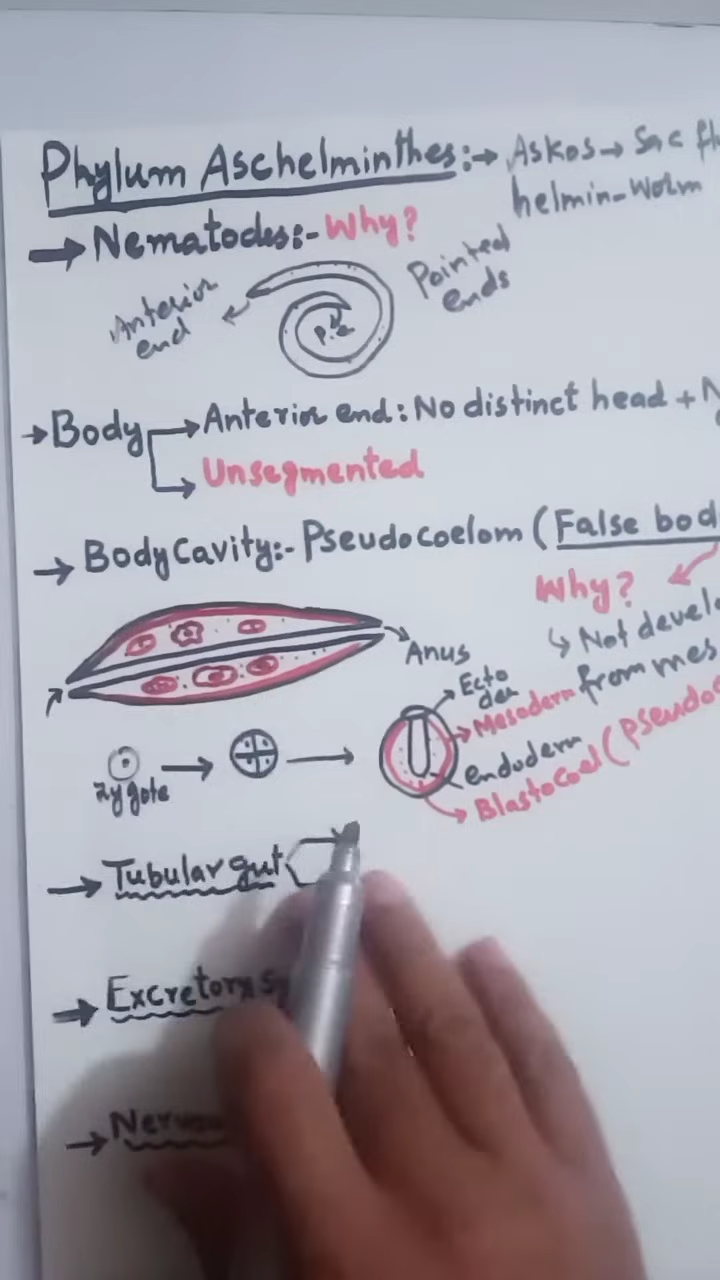 Phylum Aschelminthes:→ Askos→ Sac
helmin-Worm
→ Nematodes:- Why?
Anterior
end
Pointed
ends
→ Body → Anterior end: No distinct head +
→ Unsegmented
→ Body Cavity:- Pseudocoelom (False bod
Why?
↳ Not develo
from mes
Anus
Ecto
Mesoderm
endoderm
Blastocoel (Pseudo
zygote
→ Tubular gut
→ Excretory